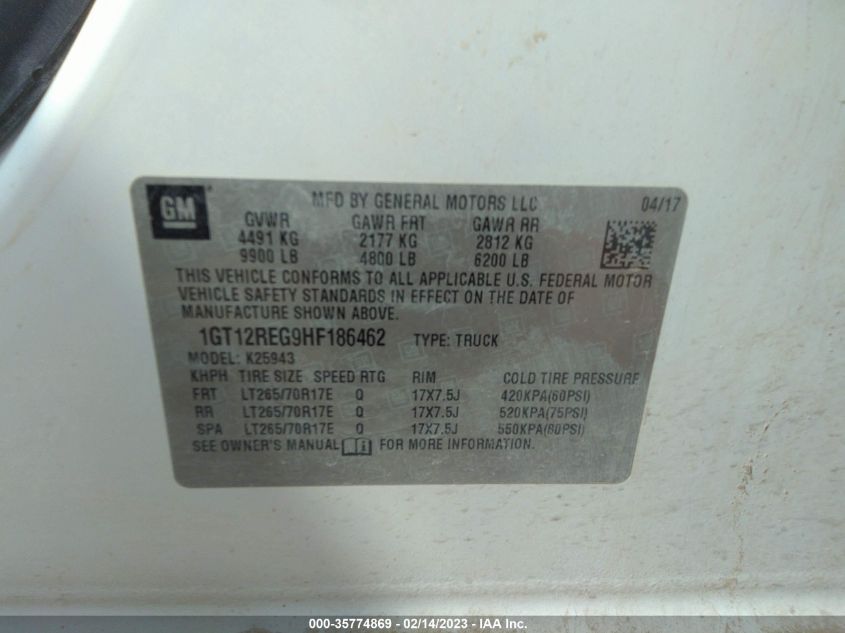 GM
MFD BY GENERAL MOTORS LLC 04/17
GVWR GAWR FRT GAWR RR
4491 KG 2177 KG 2812 KG
9900 LB 4800 LB 6200 LB
THIS VEHICLE CONFORMS TO ALL APPLICABLE U.S. FEDERAL MOTOR
VEHICLE SAFETY STANDARDS IN EFFECT ON THE DATE OF
MANUFACTURE SHOWN ABOVE.
1GT12REG9HF186462 TYPE: TRUCK
MODEL: K25943
KHPH TIRE SIZE SPEED RTG RIM COLD TIRE PRESSURE
FRT LT265/70R17E Q 17X7.5J 420KPA(60PSI)
RR LT265/70R17E Q 17X7.5J 520KPA(75PSI)
SPA LT265/70R17E Q 17X7.5J 550KPA(80PSI)
SEE OWNER'S MANUAL FOR MORE INFORMATION.
000-35774869 - 02/14/2023 - IAA Inc.